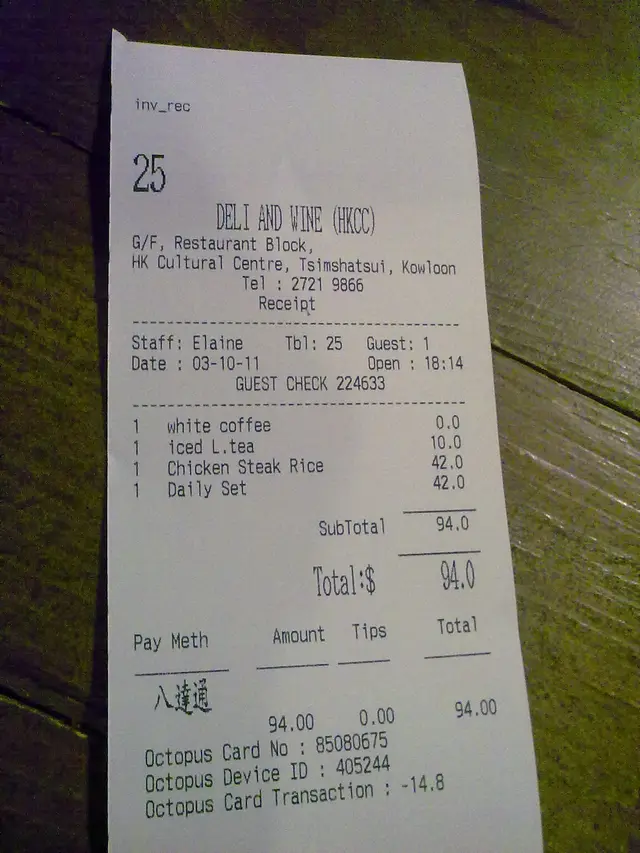 inv_rec
25
DELI AND WINE (HKCC)
G/F, Restaurant Block,
HK Cultural Centre, Tsimshatsui, Kowloon
Tel : 2721 9866
Receipt
Staff: Elaine Tbl: 25 Guest: 1
Date : 03-10-11 Open : 18:14
GUEST CHECK 224633
1 white coffee 0.0
1 iced L.tea 10.0
1 Chicken Steak Rice 42.0
1 Daily Set 42.0
SubTotal 94.0
Total:$ 94.0
Pay Meth Amount Tips Total
八達通
94.00 0.00 94.00
Octopus Card No : 85080675
Octopus Device ID : 405244
Octopus Card Transaction : -14.8